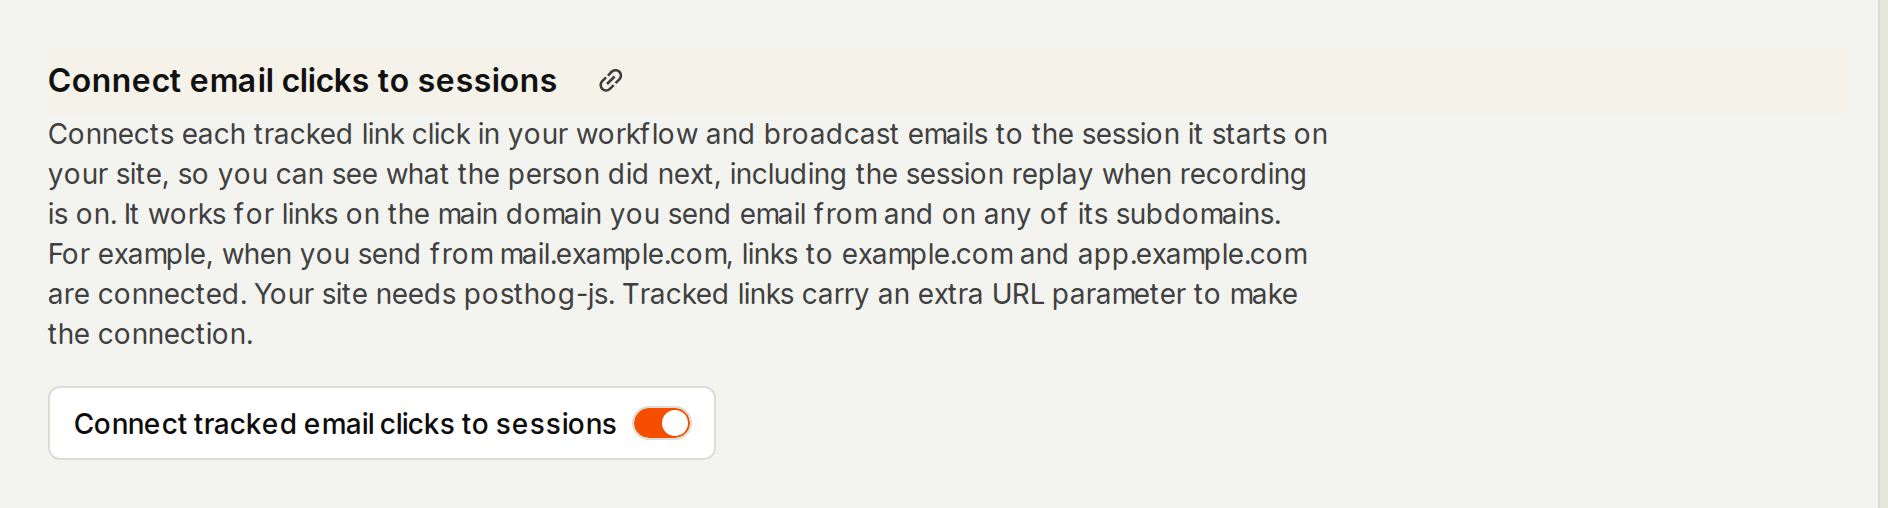 Connect email clicks to sessions
Connects each tracked link click in your workflow and broadcast emails to the session it starts on
your site, so you can see what the person did next, including the session replay when recording
is on. It works for links on the main domain you send email from and on any of its subdomains.
For example, when you send from mail.example.com, links to example.com and app.example.com
are connected. Your site needs posthog-js. Tracked links carry an extra URL parameter to make
the connection.
Connect tracked email clicks to sessions